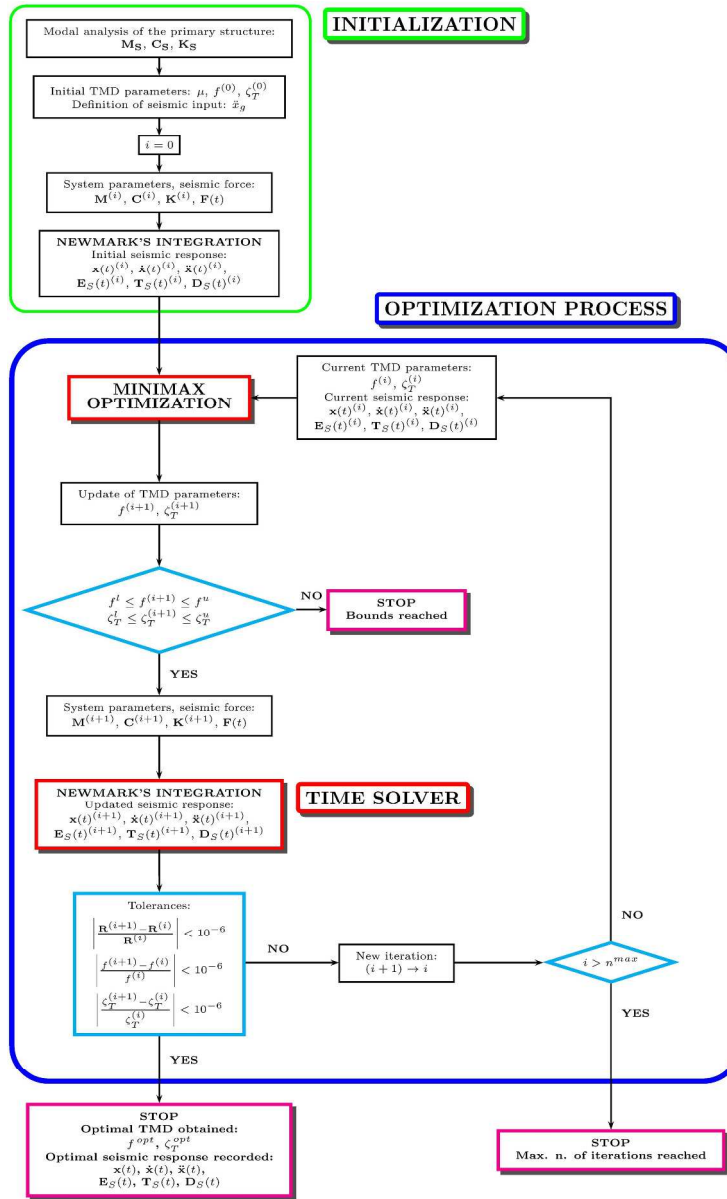 INITIALIZATION
Modal analysis of the primary structure:
M_S, C_S, K_S
Initial TMD parameters: μ, f^(0), ζ_T^(0)
Definition of seismic input: ẍ_g
i = 0
System parameters, seismic force:
M^(i), C^(i), K^(i), F(t)
NEWMARK'S INTEGRATION
Initial seismic response:
x(t)^(i), ẋ(t)^(i), ẍ(t)^(i),
E_S(t)^(i), T_S(t)^(i), D_S(t)^(i)
OPTIMIZATION PROCESS
MINIMAX
OPTIMIZATION
Current TMD parameters:
f^(i), ζ_T^(i)
Current seismic response:
x(t)^(i), ẋ(t)^(i), ẍ(t)^(i),
E_S(t)^(i), T_S(t)^(i), D_S(t)^(i)
Update of TMD parameters:
f^(i+1), ζ_T^(i+1)
f^l ≤ f^(i+1) ≤ f^u
ζ_T^l ≤ ζ_T^(i+1) ≤ ζ_T^u
NO
STOP
Bounds reached
YES
System parameters, seismic force:
M^(i+1), C^(i+1), K^(i+1), F(t)
NEWMARK'S INTEGRATION
Updated seismic response:
x(t)^(i+1), ẋ(t)^(i+1), ẍ(t)^(i+1),
E_S(t)^(i+1), T_S(t)^(i+1), D_S(t)^(i+1)
TIME SOLVER
Tolerances:
|(R^(i+1)−R^(i))/R^(i)| < 10^−6
|(f^(i+1)−f^(i))/f^(i)| < 10^−6
|(ζ_T^(i+1)−ζ_T^(i))/ζ_T^(i)| < 10^−6
NO
New iteration:
(i+1) → i
i > n^max
NO
YES
YES
STOP
Optimal TMD obtained:
f^opt, ζ_T^opt
Optimal seismic response recorded:
x(t), ẋ(t), ẍ(t),
E_S(t), T_S(t), D_S(t)
STOP
Max. n. of iterations reached